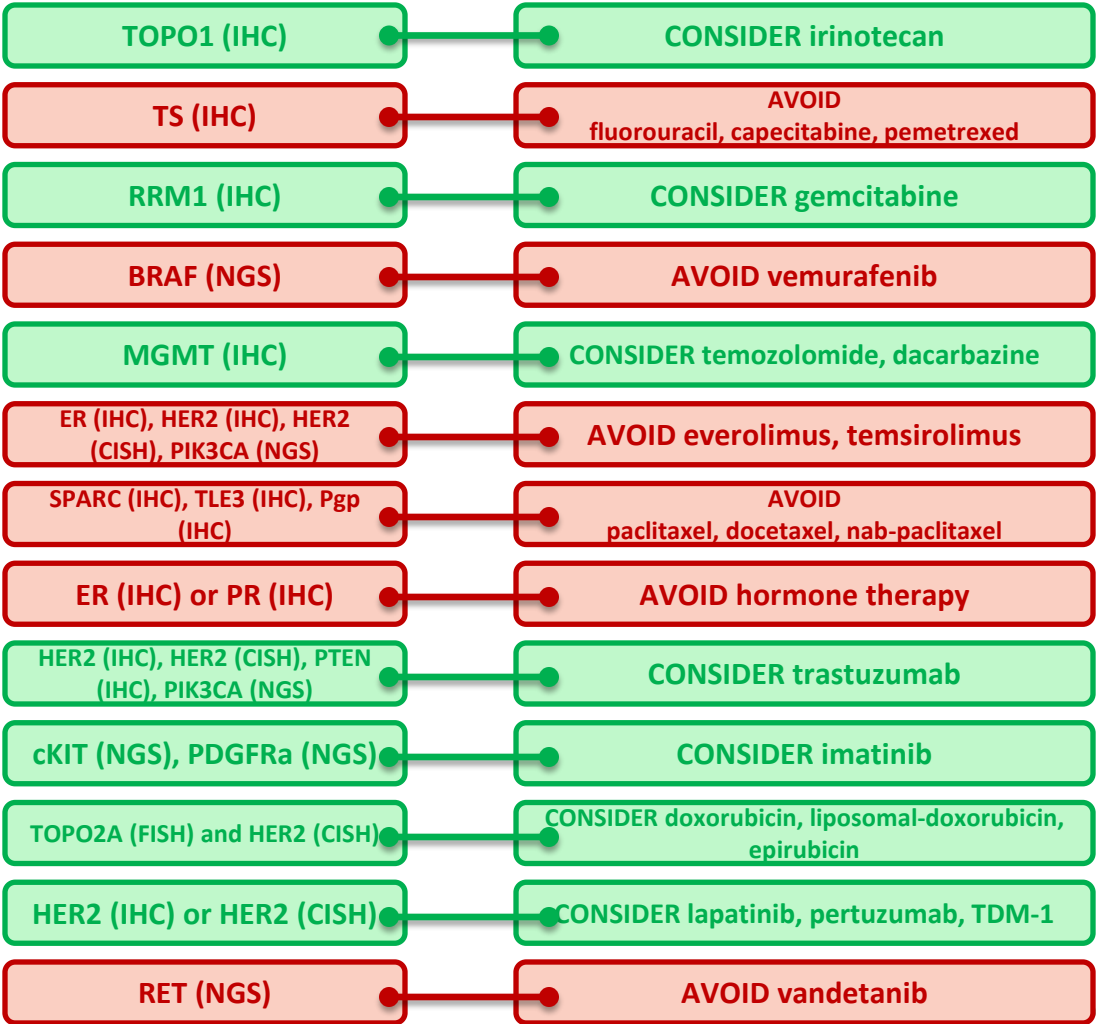 TOPO1 (IHC)
CONSIDER irinotecan
TS (IHC)
AVOID
fluorouracil, capecitabine, pemetrexed
RRM1 (IHC)
CONSIDER gemcitabine
BRAF (NGS)
AVOID vemurafenib
MGMT (IHC)
CONSIDER temozolomide, dacarbazine
ER (IHC), HER2 (IHC), HER2
(CISH), PIK3CA (NGS)
AVOID everolimus, temsirolimus
SPARC (IHC), TLE3 (IHC), Pgp
(IHC)
AVOID
paclitaxel, docetaxel, nab-paclitaxel
ER (IHC) or PR (IHC)
AVOID hormone therapy
HER2 (IHC), HER2 (CISH), PTEN
(IHC), PIK3CA (NGS)
CONSIDER trastuzumab
cKIT (NGS), PDGFRa (NGS)
CONSIDER imatinib
TOPO2A (FISH) and HER2 (CISH)
CONSIDER doxorubicin, liposomal-doxorubicin,
epirubicin
HER2 (IHC) or HER2 (CISH)
CONSIDER lapatinib, pertuzumab, TDM-1
RET (NGS)
AVOID vandetanib